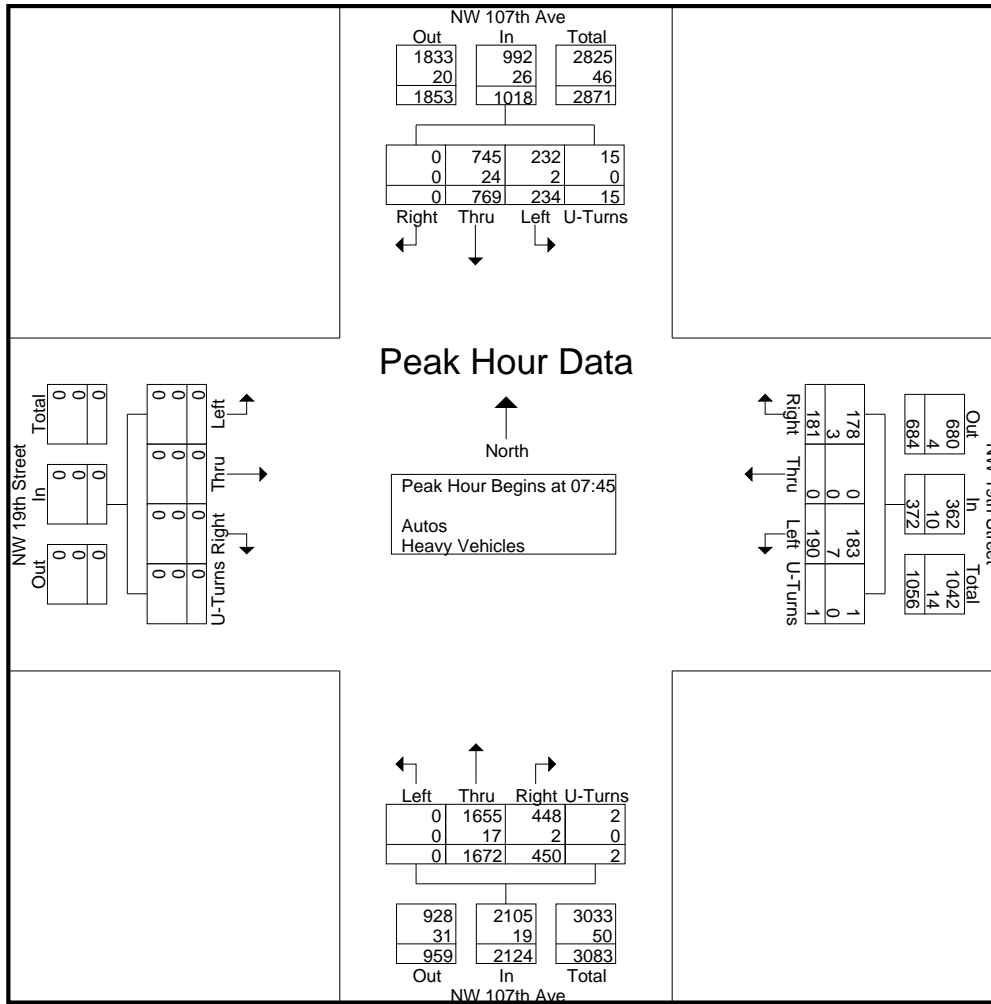 NW 107th Ave
Out In Total
1833 992 2825
20 26 46
1853 1018 2871
0 745 232 15
0 24 2 0
0 769 234 15
Right Thru Left U-Turns
Peak Hour Data
North
Peak Hour Begins at 07:45
Autos
Heavy Vehicles
NW 19th Street
Total In Out
0 0 0
0 0 0
0 0 0
Left Thru Right U-Turns
0 0 0 0
0 0 0 0
0 0 0 0
Right Thru Left U-Turns
178 0 183 1
3 0 7 0
181 0 190 1
Out In Total
680 362 1042
4 10 14
684 372 1056
NW 19th Street
Left Thru Right U-Turns
0 1655 448 2
0 17 2 0
0 1672 450 2
928 2105 3033
31 19 50
959 2124 3083
Out In Total
NW 107th Ave